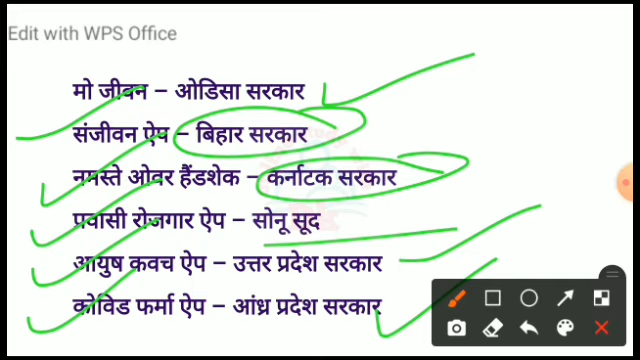 Edit with WPS Office
मो जीवन – ओडिसा सरकार
संजीवन ऐप – बिहार सरकार
नमस्ते ओवर हैंडशेक – कर्नाटक सरकार
प्रवासी रोजगार ऐप – सोनू सूद
आयुष कवच ऐप – उत्तर प्रदेश सरकार
कोविड फर्मा ऐप – आंध्र प्रदेश सरकार